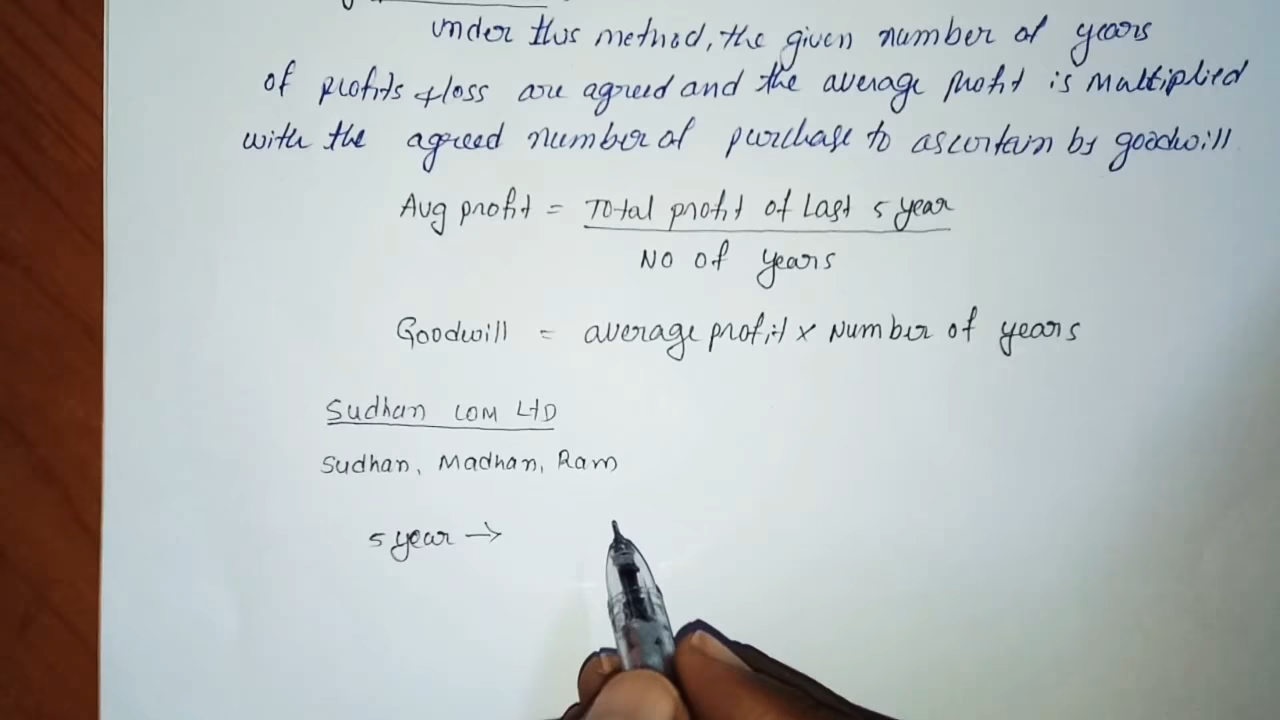 under this method, the given number of years
of profits & loss are agreed and the average profit is multiplied
with the agreed number of purchase to ascertain by goodwill.
Avg profit = Total profit of Last 5 year
No of years
Goodwill = average profit × Number of years
Sudhan COM LTD
Sudhan, Madhan, Ram
5 year →